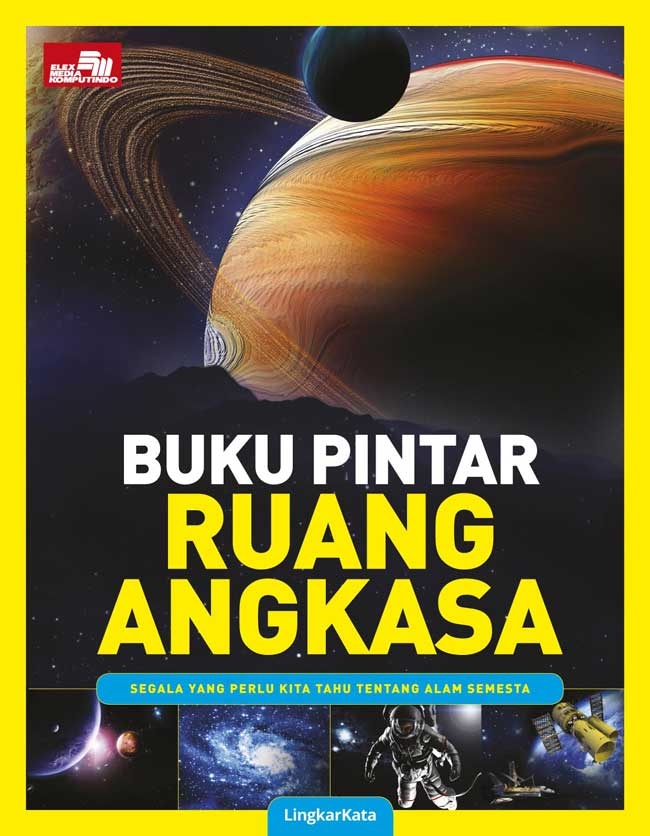 ELEX
MEDIA
KOMPUTINDO
BUKU PINTAR
RUANG
ANGKASA
SEGALA YANG PERLU KITA TAHU TENTANG ALAM SEMESTA
LingkarKata